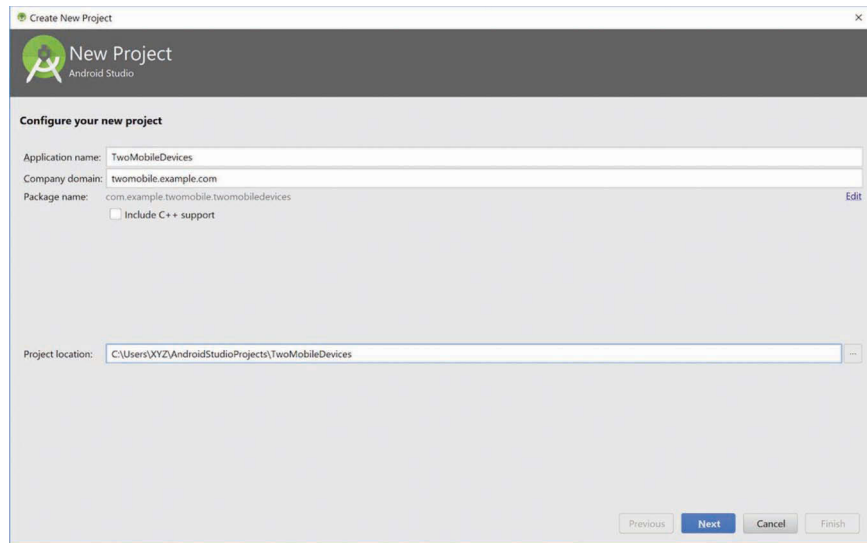 Create New Project
New Project
Android Studio
Configure your new project
Application name: TwoMobileDevices
Company domain: twomobile.example.com
Package name: com.example.twomobile.twomobiledevices Edit
Include C++ support
Project location: C:\Users\XYZ\AndroidStudioProjects\TwoMobileDevices ...
Previous Next Cancel Finish